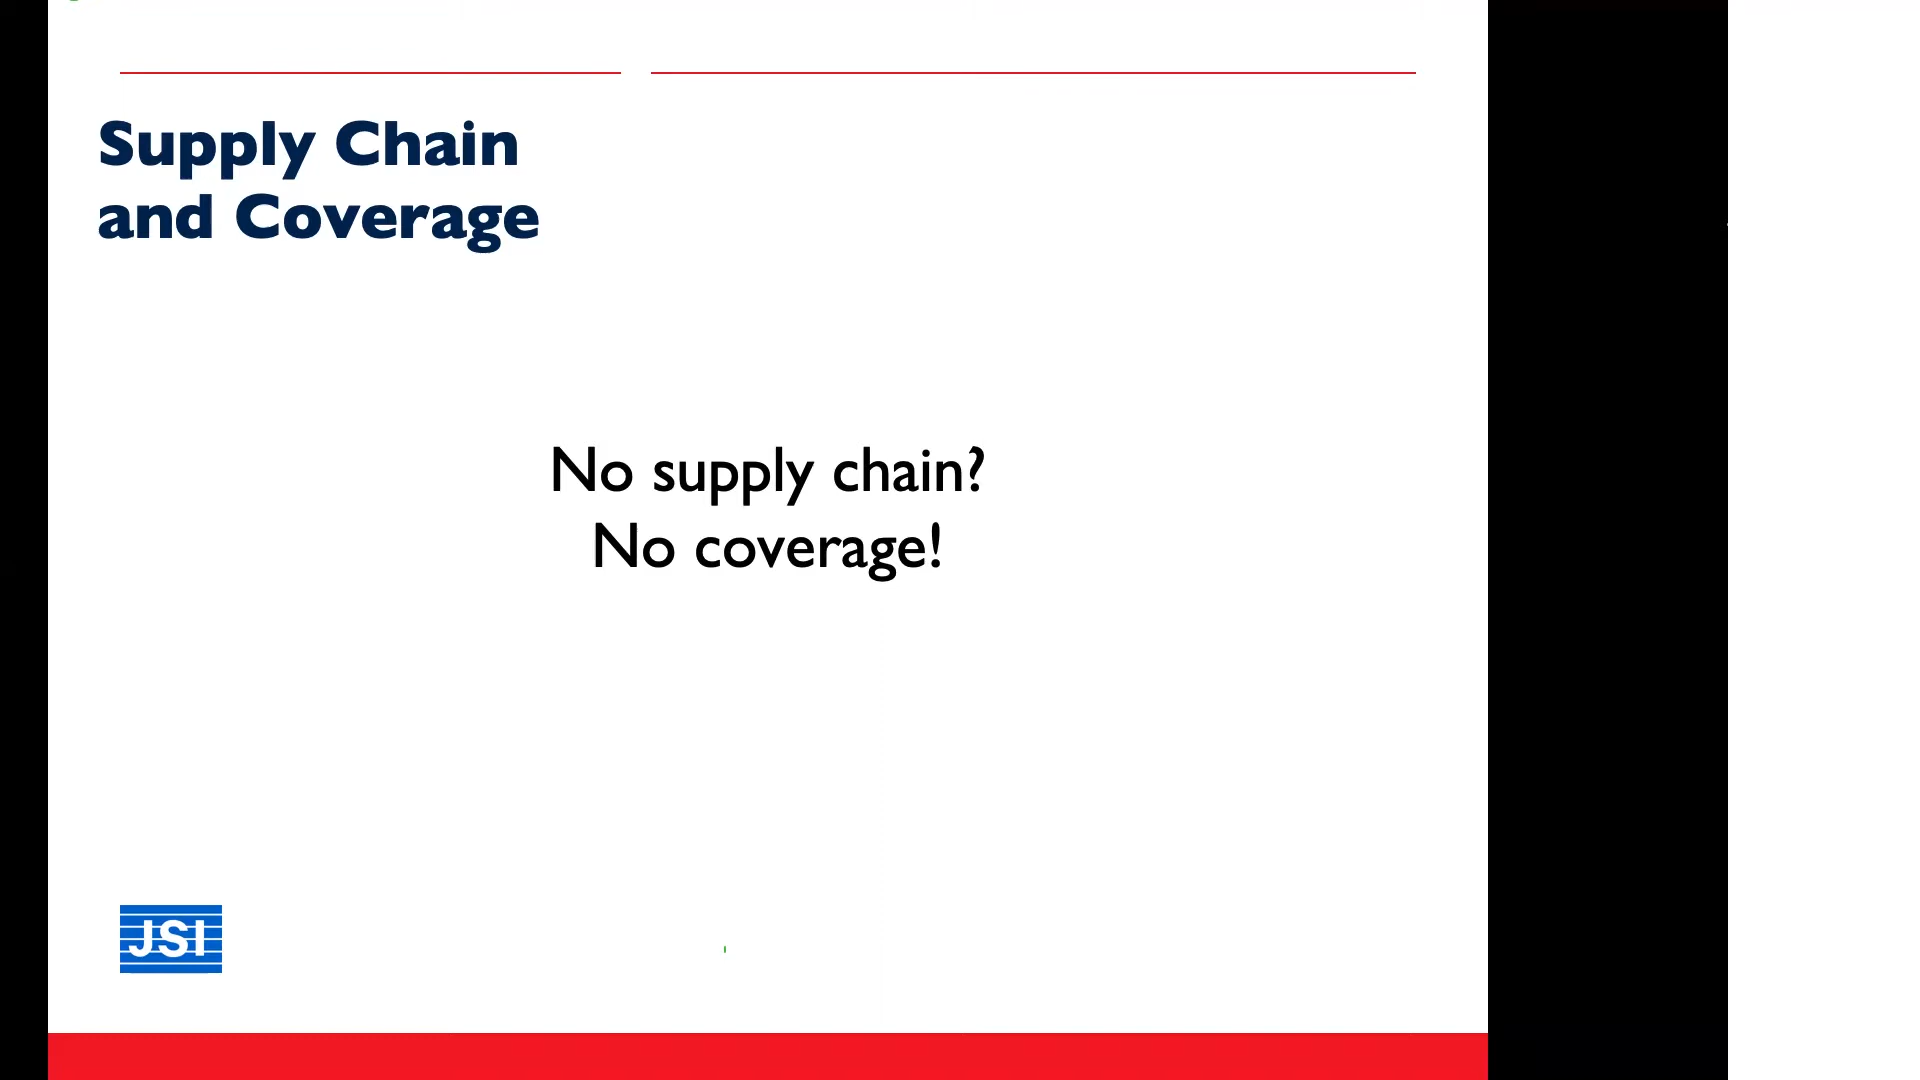 Supply Chain
and Coverage
No supply chain?
No coverage!
JSI